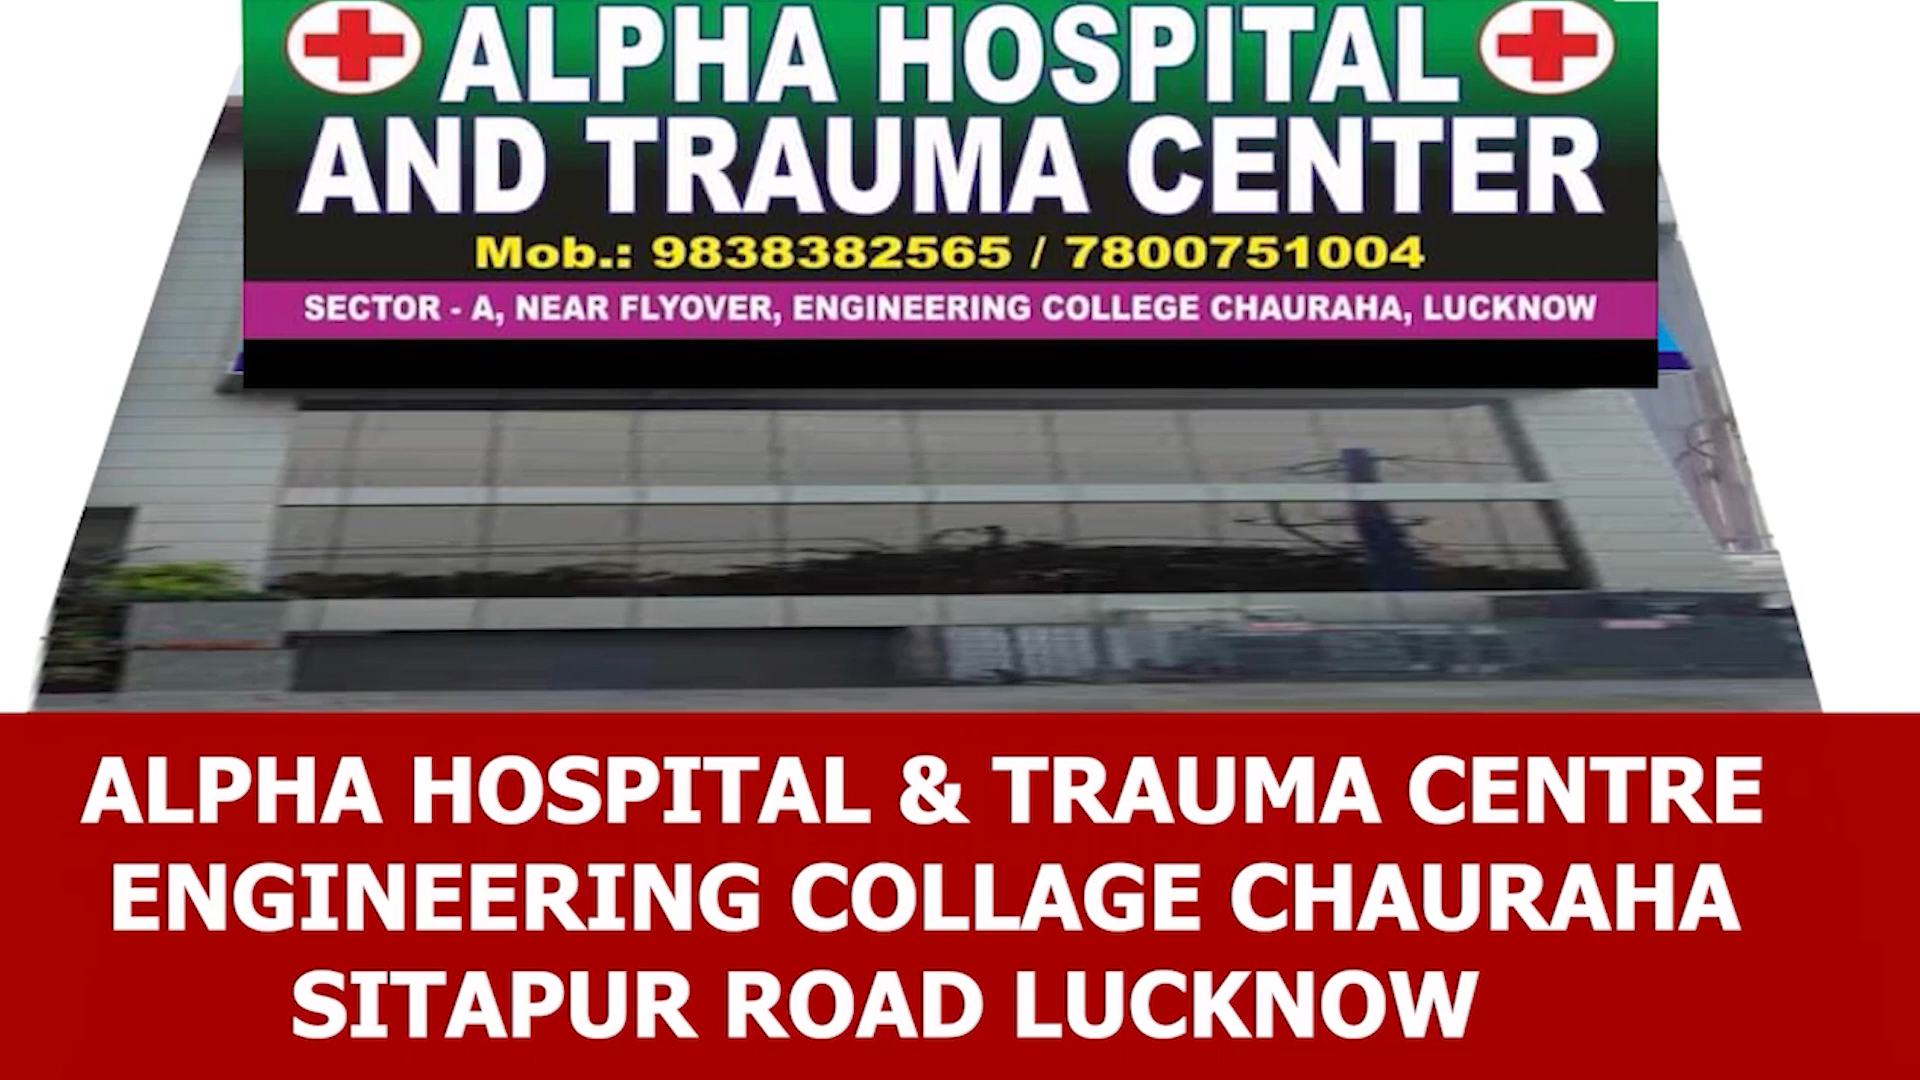 ALPHA HOSPITAL
AND TRAUMA CENTER
Mob.: 9838382565 / 7800751004
SECTOR - A, NEAR FLYOVER, ENGINEERING COLLEGE CHAURAHA, LUCKNOW
ALPHA HOSPITAL & TRAUMA CENTRE
ENGINEERING COLLAGE CHAURAHA
SITAPUR ROAD LUCKNOW